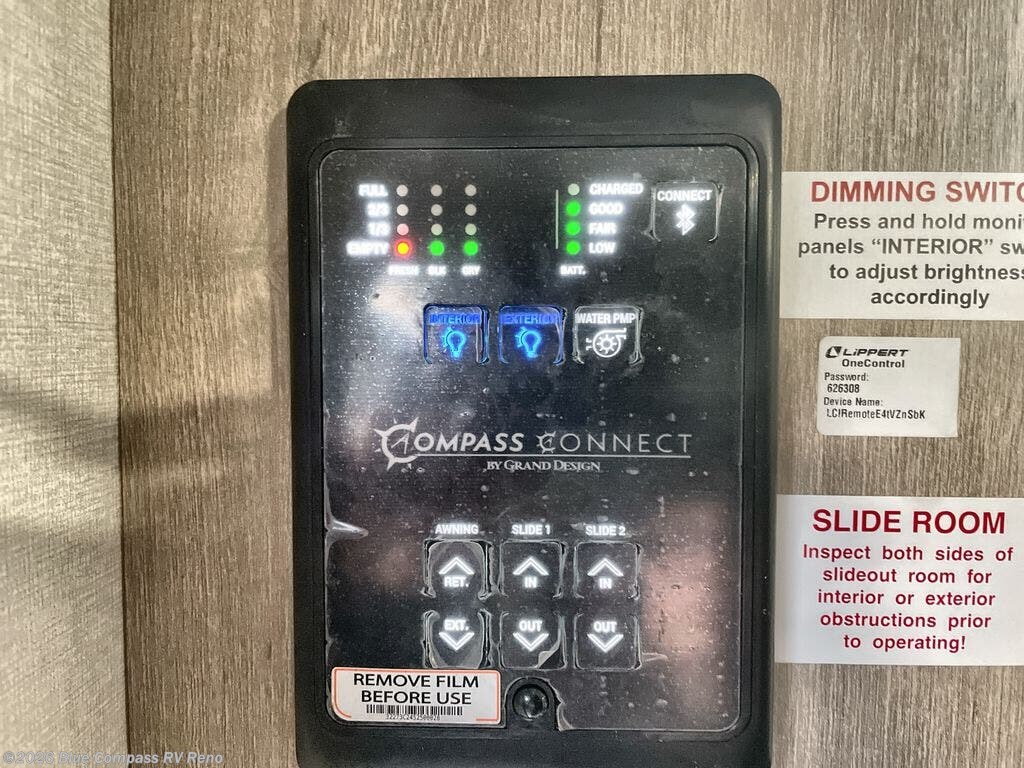 FULL
2/3
1/3
EMPTY
FRESH BLK GRY
CHARGED
GOOD
FAIR
LOW
BATT.
CONNECT
INTERIOR EXTERIOR WATER PMP
COMPASS CONNECT
BY GRAND DESIGN
AWNING SLIDE 1 SLIDE 2
RET. IN IN
EXT. OUT OUT
REMOVE FILM
BEFORE USE
DIMMING SWITC
Press and hold monit
panels “INTERIOR” sw
to adjust brightness
accordingly
LIPPERT
OneControl
Password:
626308
Device Name:
LCIRemoteE4tVZnSbK
SLIDE ROOM
Inspect both sides of
slideout room for
interior or exterior
obstructions prior
to operating!
©2026 Blue Compass RV Reno